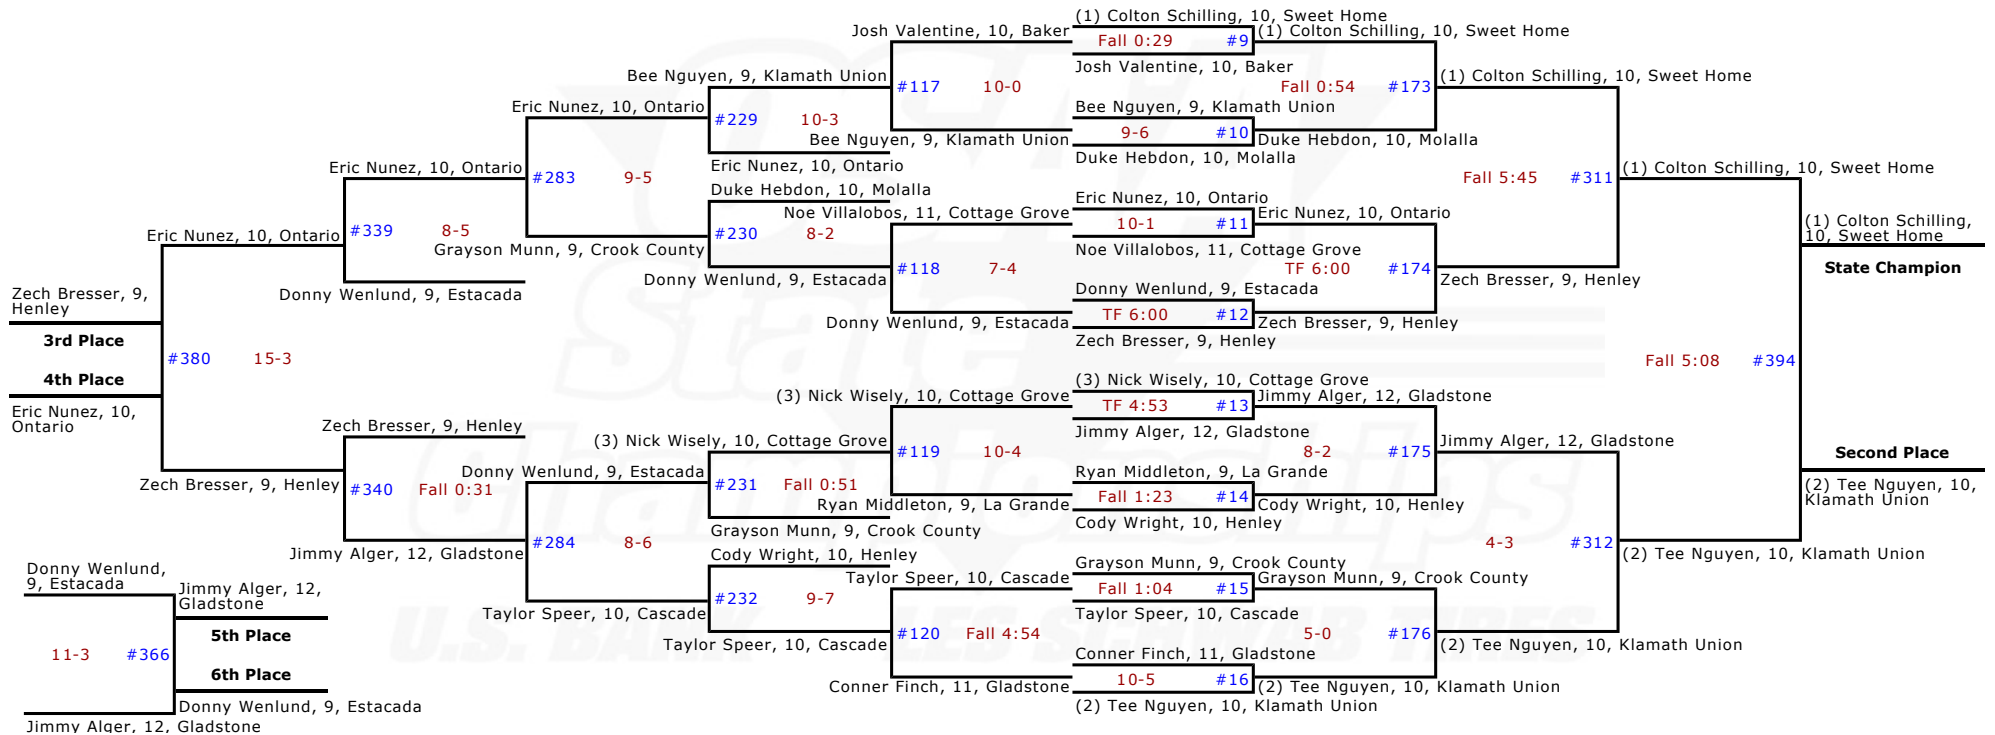 (1) Colton Schilling, 10, Sweet Home
Josh Valentine, 10, Baker
Fall 0:29 #9
(1) Colton Schilling, 10, Sweet Home
Josh Valentine, 10, Baker
Bee Nguyen, 9, Klamath Union
#117 10-0
Fall 0:54 #173
(1) Colton Schilling, 10, Sweet Home
Eric Nunez, 10, Ontario
Bee Nguyen, 9, Klamath Union
#229 10-3
9-6 #10
Bee Nguyen, 9, Klamath Union
Duke Hebdon, 10, Molalla
Duke Hebdon, 10, Molalla
Eric Nunez, 10, Ontario
Eric Nunez, 10, Ontario
(1) Colton Schilling, 10, Sweet Home
#283 9-5
Fall 5:45 #311
Duke Hebdon, 10, Molalla
Eric Nunez, 10, Ontario
Noe Villalobos, 11, Cottage Grove
10-1 #11
Eric Nunez, 10, Ontario
(1) Colton Schilling,
10, Sweet Home
Eric Nunez, 10, Ontario
#339 8-5
#230 8-2
Grayson Munn, 9, Crook County
Noe Villalobos, 11, Cottage Grove
State Champion
#118 7-4
TF 6:00 #174
Donny Wenlund, 9, Estacada
Zech Bresser, 9, Henley
Zech Bresser, 9,
Henley
Donny Wenlund, 9, Estacada
Donny Wenlund, 9, Estacada
TF 6:00 #12
Donny Wenlund, 9, Estacada
Zech Bresser, 9, Henley
3rd Place
Zech Bresser, 9, Henley
#380 15-3
Fall 5:08 #394
4th Place
(3) Nick Wisely, 10, Cottage Grove
(3) Nick Wisely, 10, Cottage Grove
TF 4:53 #13
Jimmy Alger, 12, Gladstone
Eric Nunez, 10,
Ontario
Zech Bresser, 9, Henley
Jimmy Alger, 12, Gladstone
(3) Nick Wisely, 10, Cottage Grove
#119 10-4
8-2 #175
Jimmy Alger, 12, Gladstone
Second Place
Donny Wenlund, 9, Estacada
Ryan Middleton, 9, La Grande
Zech Bresser, 9, Henley
#340 Fall 0:31
#231 Fall 0:51
(2) Tee Nguyen, 10,
Klamath Union
Fall 1:23 #14
Ryan Middleton, 9, La Grande
Cody Wright, 10, Henley
Cody Wright, 10, Henley
Grayson Munn, 9, Crook County
#284 8-6
4-3 #312
Jimmy Alger, 12, Gladstone
Cody Wright, 10, Henley
(2) Tee Nguyen, 10, Klamath Union
Grayson Munn, 9, Crook County
Donny Wenlund,
9, Estacada
Taylor Speer, 10, Cascade
Fall 1:04 #15
Grayson Munn, 9, Crook County
Jimmy Alger, 12,
Gladstone
#232 9-7
Taylor Speer, 10, Cascade
Taylor Speer, 10, Cascade
5th Place
#120 Fall 4:54
5-0 #176
Taylor Speer, 10, Cascade
(2) Tee Nguyen, 10, Klamath Union
11-3 #366
Conner Finch, 11, Gladstone
6th Place
10-5 #16
Conner Finch, 11, Gladstone
(2) Tee Nguyen, 10, Klamath Union
Donny Wenlund, 9, Estacada
(2) Tee Nguyen, 10, Klamath Union
Jimmy Alger, 12, Gladstone
OSAA
State
Championships
U.S. BANK LES SCHWAB TIRES